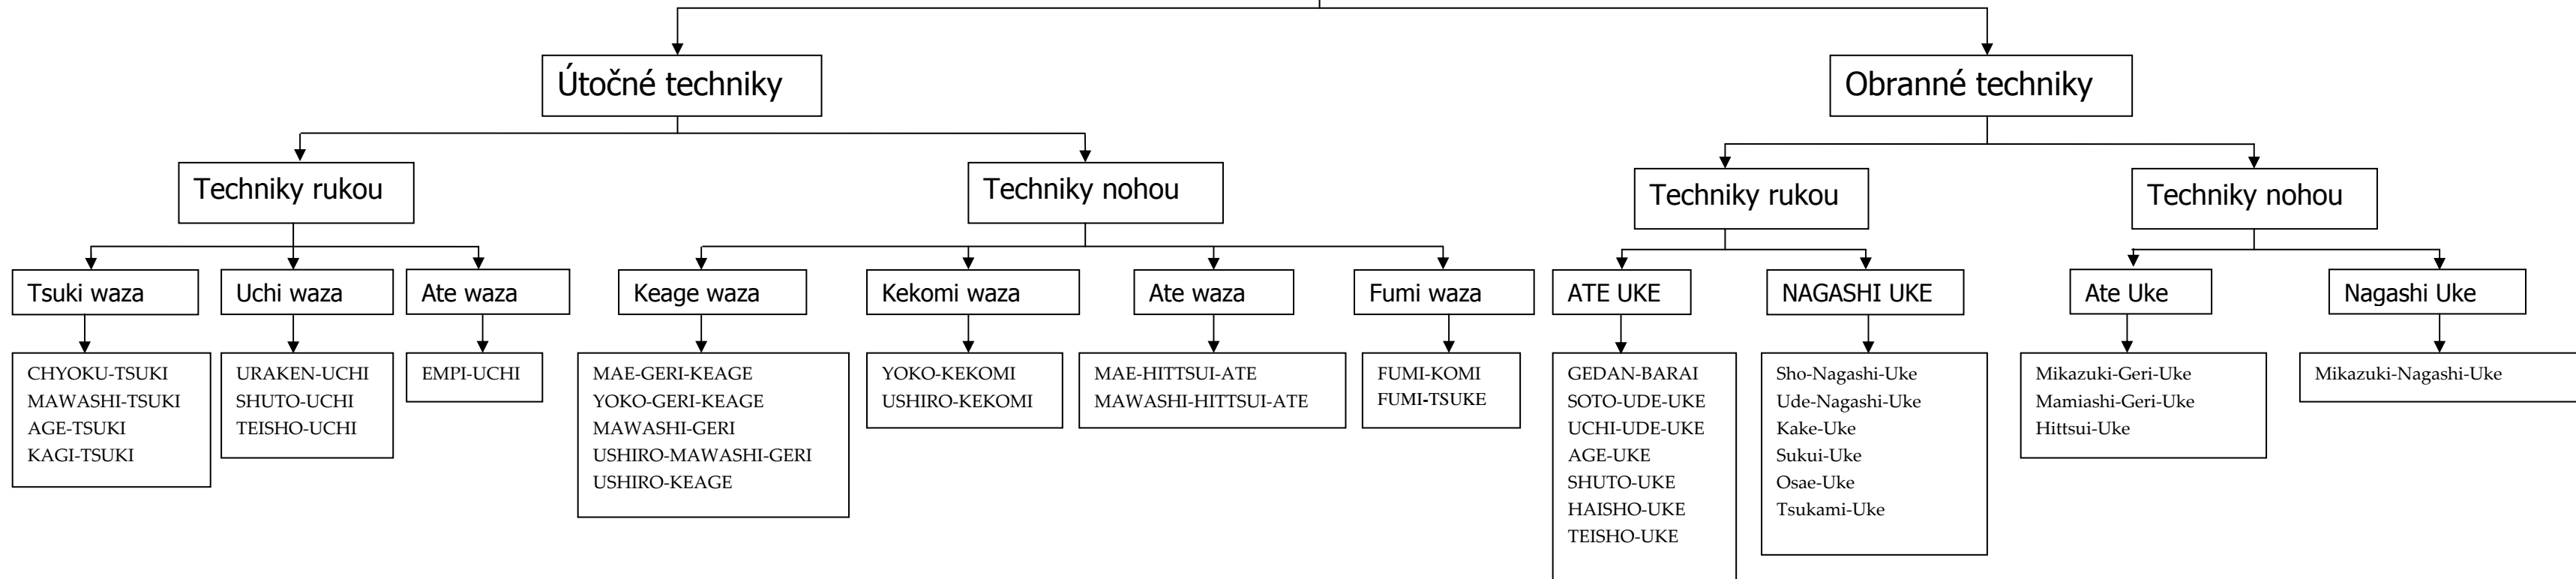 Útočné techniky
Obranné techniky
Techniky rukou
Techniky nohou
Techniky rukou
Techniky nohou
Tsuki waza
Uchi waza
Ate waza
Keage waza
Kekomi waza
Ate waza
Fumi waza
ATE UKE
NAGASHI UKE
Ate Uke
Nagashi Uke
CHYOKU-TSUKI
MAWASHI-TSUKI
AGE-TSUKI
KAGI-TSUKI
URAKEN-UCHI
SHUTO-UCHI
TEISHO-UCHI
EMPI-UCHI
MAE-GERI-KEAGE
YOKO-GERI-KEAGE
MAWASHI-GERI
USHIRO-MAWASHI-GERI
USHIRO-KEAGE
YOKO-KEKOMI
USHIRO-KEKOMI
MAE-HITTSUI-ATE
MAWASHI-HITTSUI-ATE
FUMI-KOMI
FUMI-TSUKE
GEDAN-BARAI
SOTO-UDE-UKE
UCHI-UDE-UKE
AGE-UKE
SHUTO-UKE
HAISHO-UKE
TEISHO-UKE
Sho-Nagashi-Uke
Ude-Nagashi-Uke
Kake-Uke
Sukui-Uke
Osae-Uke
Tsukami-Uke
Mikazuki-Geri-Uke
Mamiashi-Geri-Uke
Hittsui-Uke
Mikazuki-Nagashi-Uke